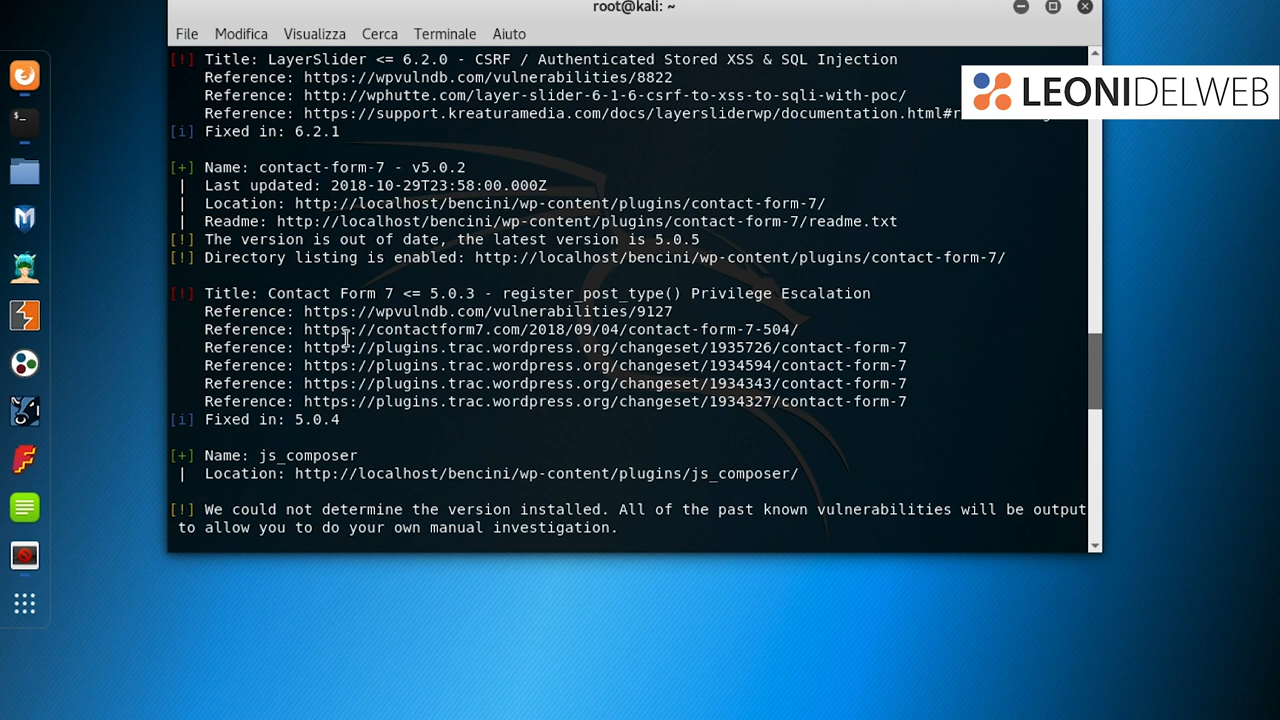 root@kali: ~
File Modifica Visualizza Cerca Terminale Aiuto
LEONIDELWEB
[!] Title: LayerSlider <= 6.2.0 - CSRF / Authenticated Stored XSS & SQL Injection
Reference: https://wpvulndb.com/vulnerabilities/8822
Reference: http://wphutte.com/layer-slider-6-1-6-csrf-to-xss-to-sqli-with-poc/
Reference: https://support.kreaturamedia.com/docs/layersliderwp/documentation.html#r
[i] Fixed in: 6.2.1
[+] Name: contact-form-7 - v5.0.2
| Last updated: 2018-10-29T23:58:00.000Z
| Location: http://localhost/bencini/wp-content/plugins/contact-form-7/
| Readme: http://localhost/bencini/wp-content/plugins/contact-form-7/readme.txt
[!] The version is out of date, the latest version is 5.0.5
[!] Directory listing is enabled: http://localhost/bencini/wp-content/plugins/contact-form-7/
[!] Title: Contact Form 7 <= 5.0.3 - register_post_type() Privilege Escalation
Reference: https://wpvulndb.com/vulnerabilities/9127
Reference: https://contactform7.com/2018/09/04/contact-form-7-504/
Reference: https://plugins.trac.wordpress.org/changeset/1935726/contact-form-7
Reference: https://plugins.trac.wordpress.org/changeset/1934594/contact-form-7
Reference: https://plugins.trac.wordpress.org/changeset/1934343/contact-form-7
Reference: https://plugins.trac.wordpress.org/changeset/1934327/contact-form-7
[i] Fixed in: 5.0.4
[+] Name: js_composer
| Location: http://localhost/bencini/wp-content/plugins/js_composer/
[!] We could not determine the version installed. All of the past known vulnerabilities will be output
to allow you to do your own manual investigation.